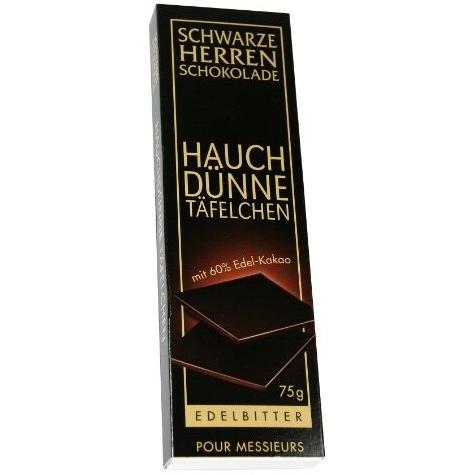 SCHWARZE
HERREN
SCHOKOLADE
HAUCH
DÜNNE
TÄFELCHEN
mit 60% Edel-Kakao
75g
EDELBITTER
POUR MESSIEURS